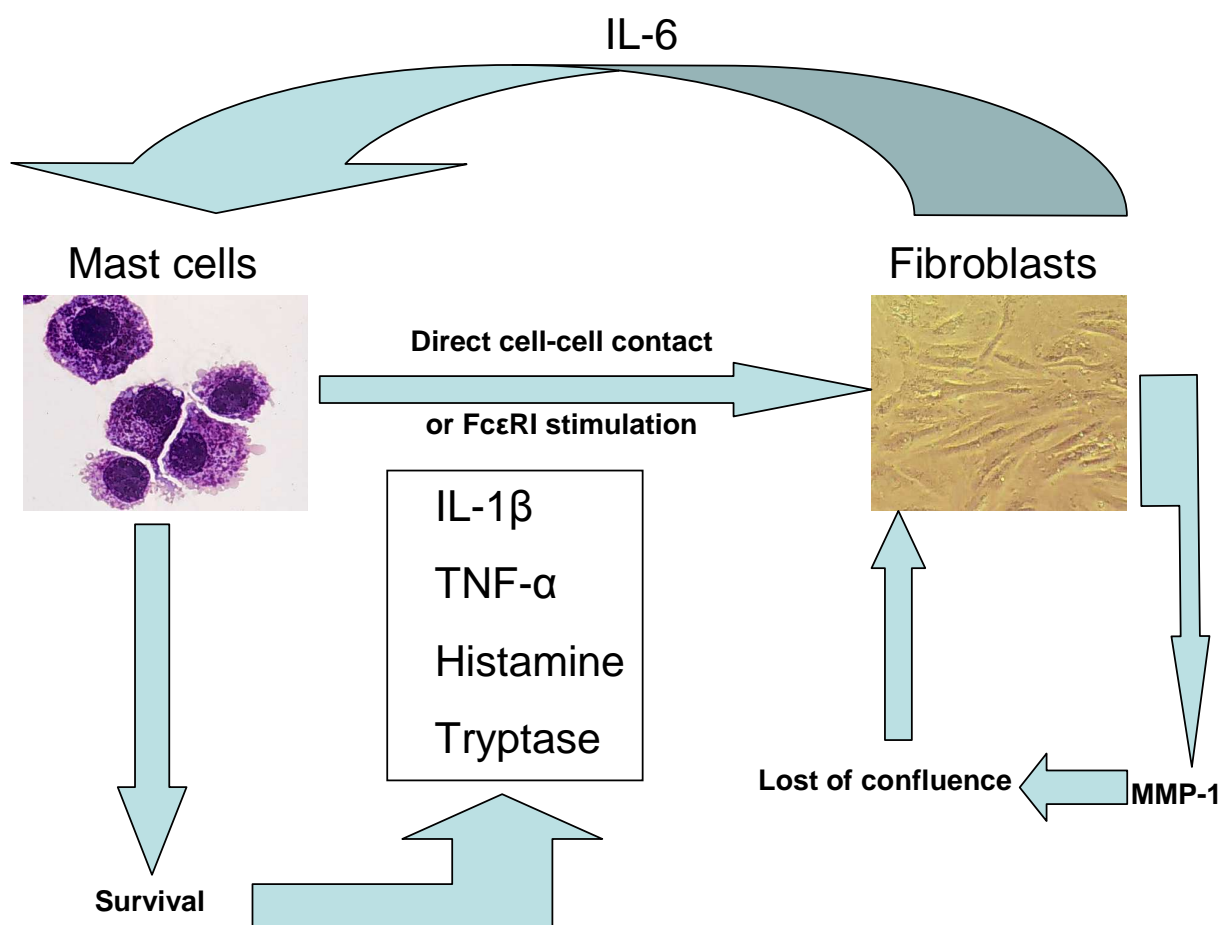 IL-6
Mast cells
Fibroblasts
Direct cell-cell contact
or FcεRI stimulation
IL-1β
TNF-α
Histamine
Tryptase
Lost of confluence
MMP-1
Survival